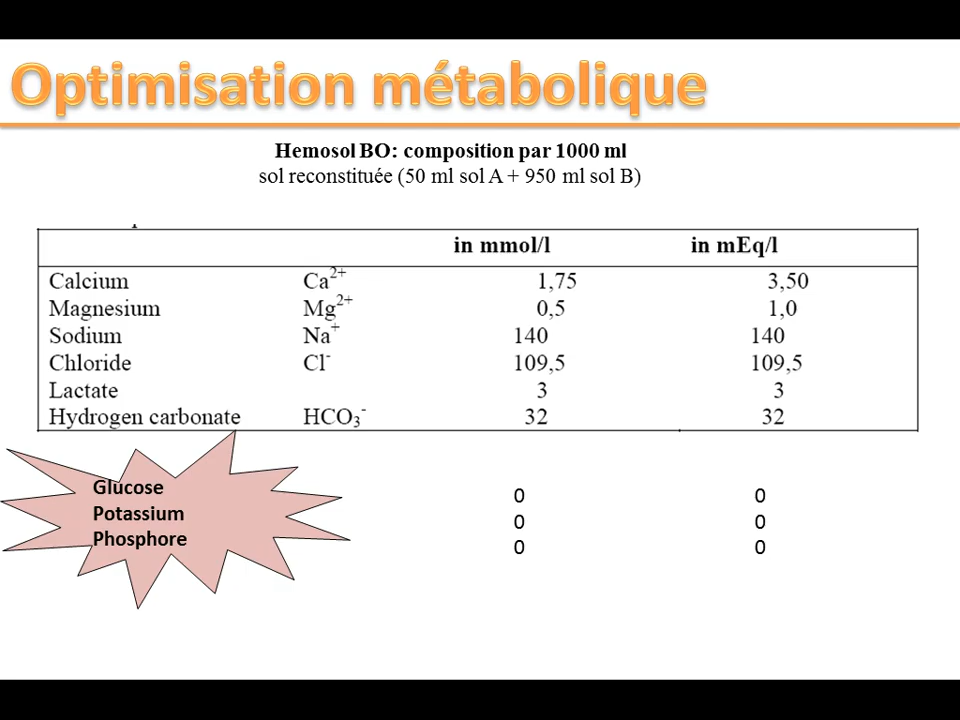 Optimisation métabolique
Hemosol BO: composition par 1000 ml
sol reconstituée (50 ml sol A + 950 ml sol B)
in mmol/l in mEq/l
Calcium Ca2+ 1,75 3,50
Magnesium Mg2+ 0,5 1,0
Sodium Na+ 140 140
Chloride Cl- 109,5 109,5
Lactate 3 3
Hydrogen carbonate HCO3- 32 32
Glucose 0 0
Potassium 0 0
Phosphore 0 0